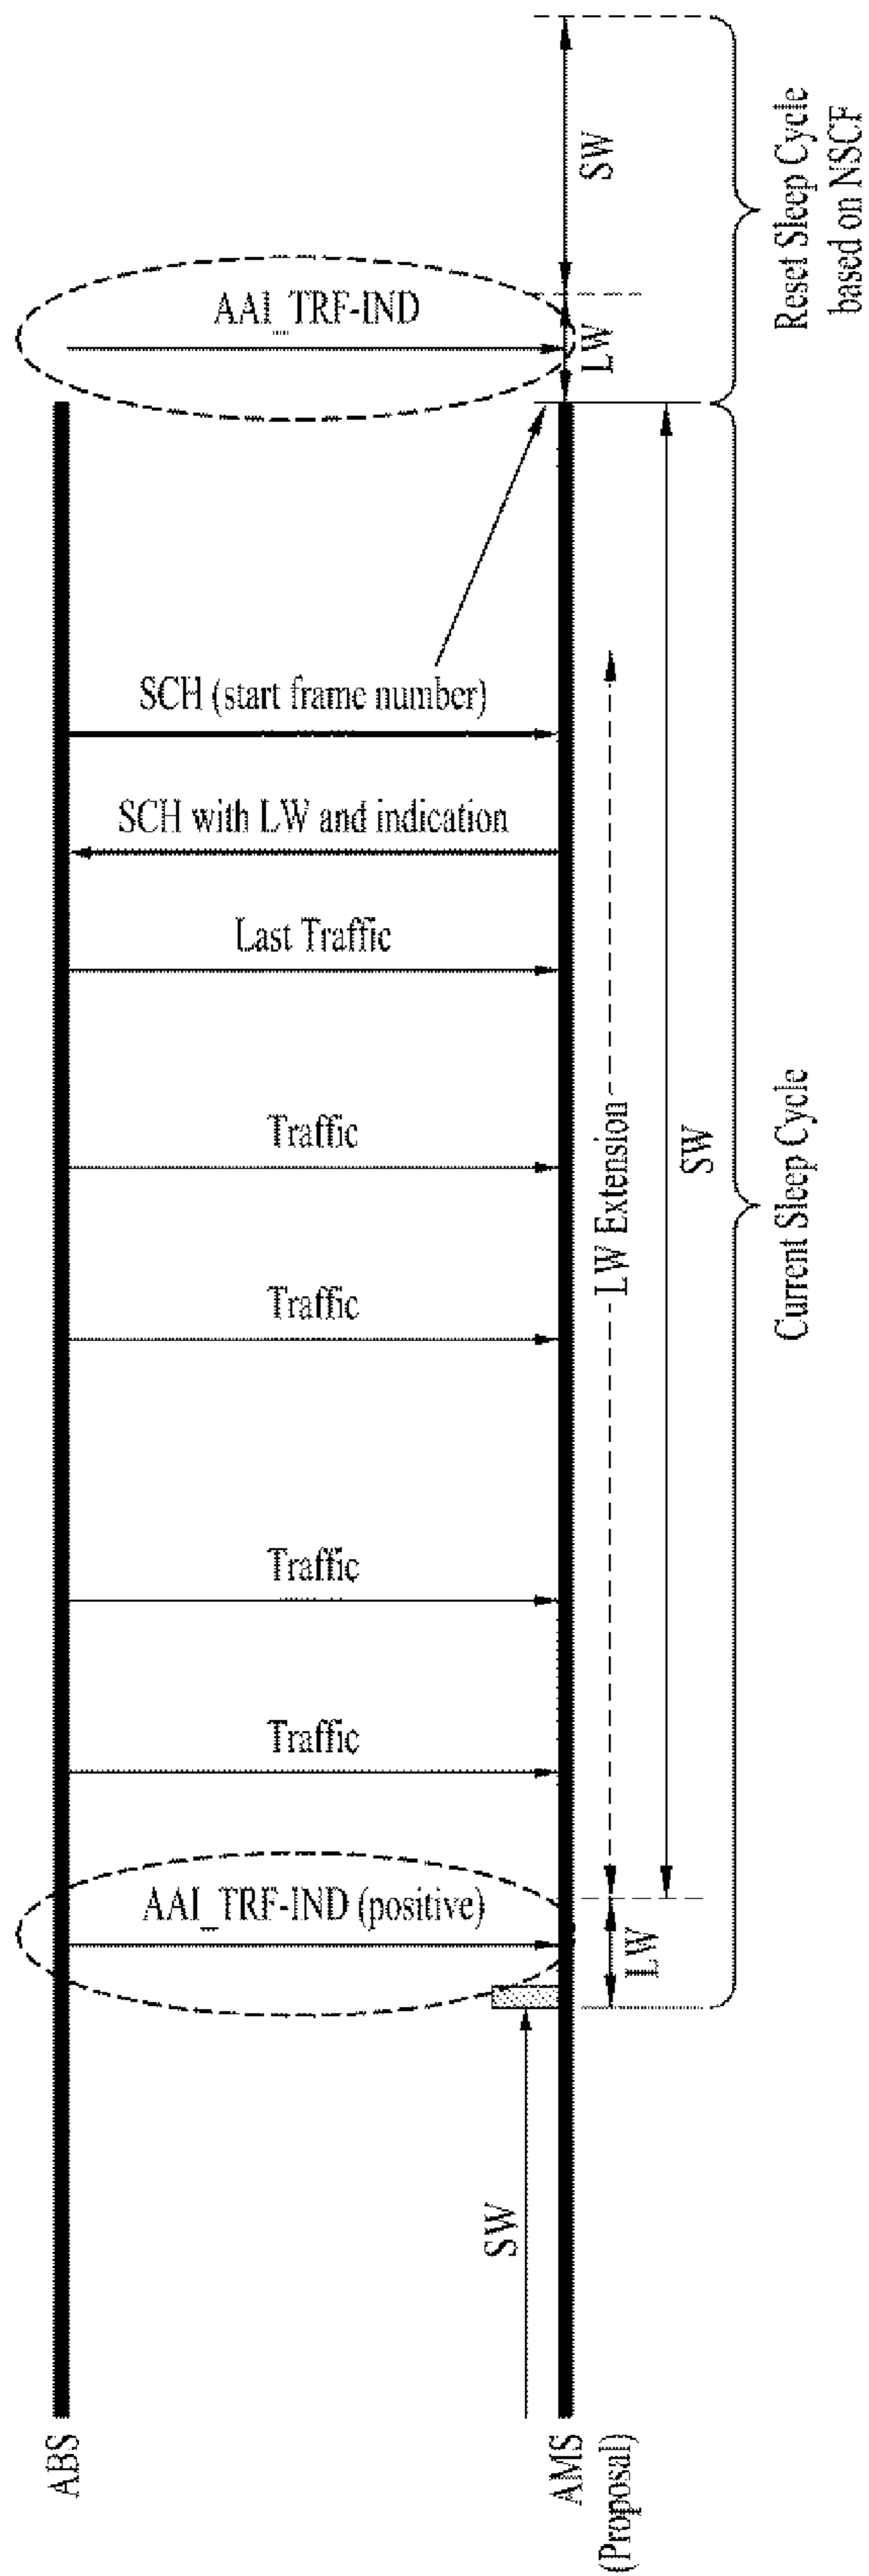 SW
AAI_TRF-IND
LW
Reset Sleep Cycle
based on NSCF
SCH (start frame number)
SCH with LW and indication
Last Traffic
Traffic
LW Extension
SW
Current Sleep Cycle
Traffic
Traffic
Traffic
AAI_TRF-IND (positive)
LW
SW
ABS
AMS
(Proposal)